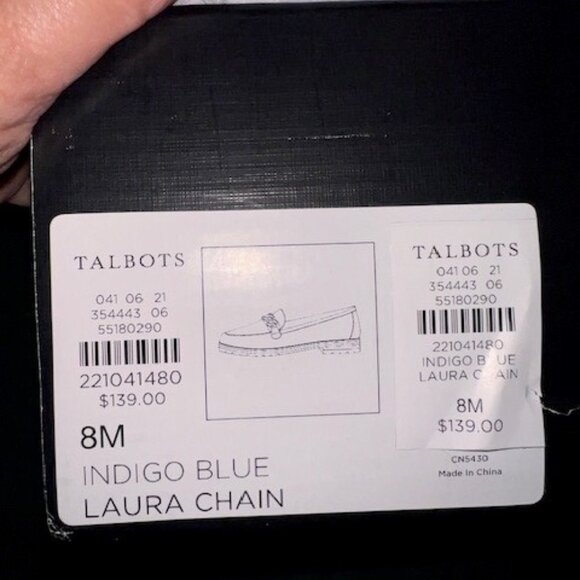 TALBOTS
041 06 21
354443 06
55180290
221041480
$139.00
8M
INDIGO BLUE
LAURA CHAIN
TALBOTS
041 06 21
354443 06
55180290
221041480
INDIGO BLUE
LAURA CHAIN
8M
$139.00
CN5430
Made In China